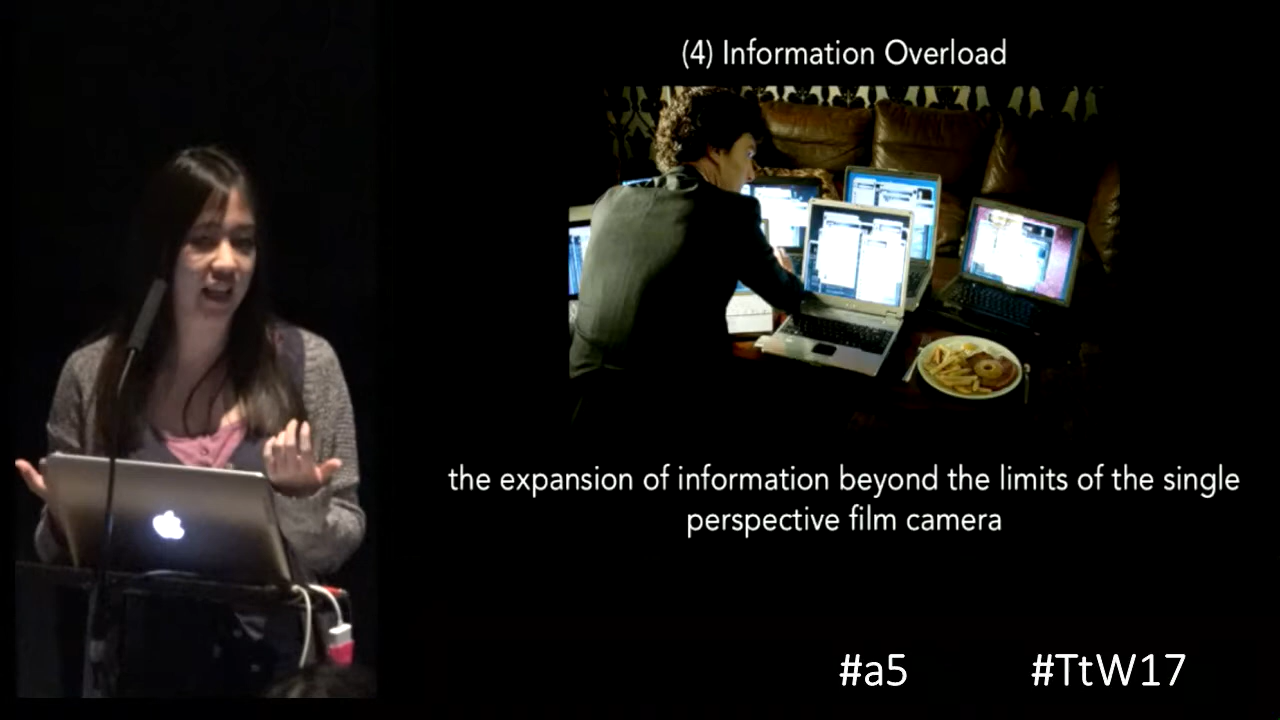 (4) Information Overload
the expansion of information beyond the limits of the single
perspective film camera
#a5 #TtW17